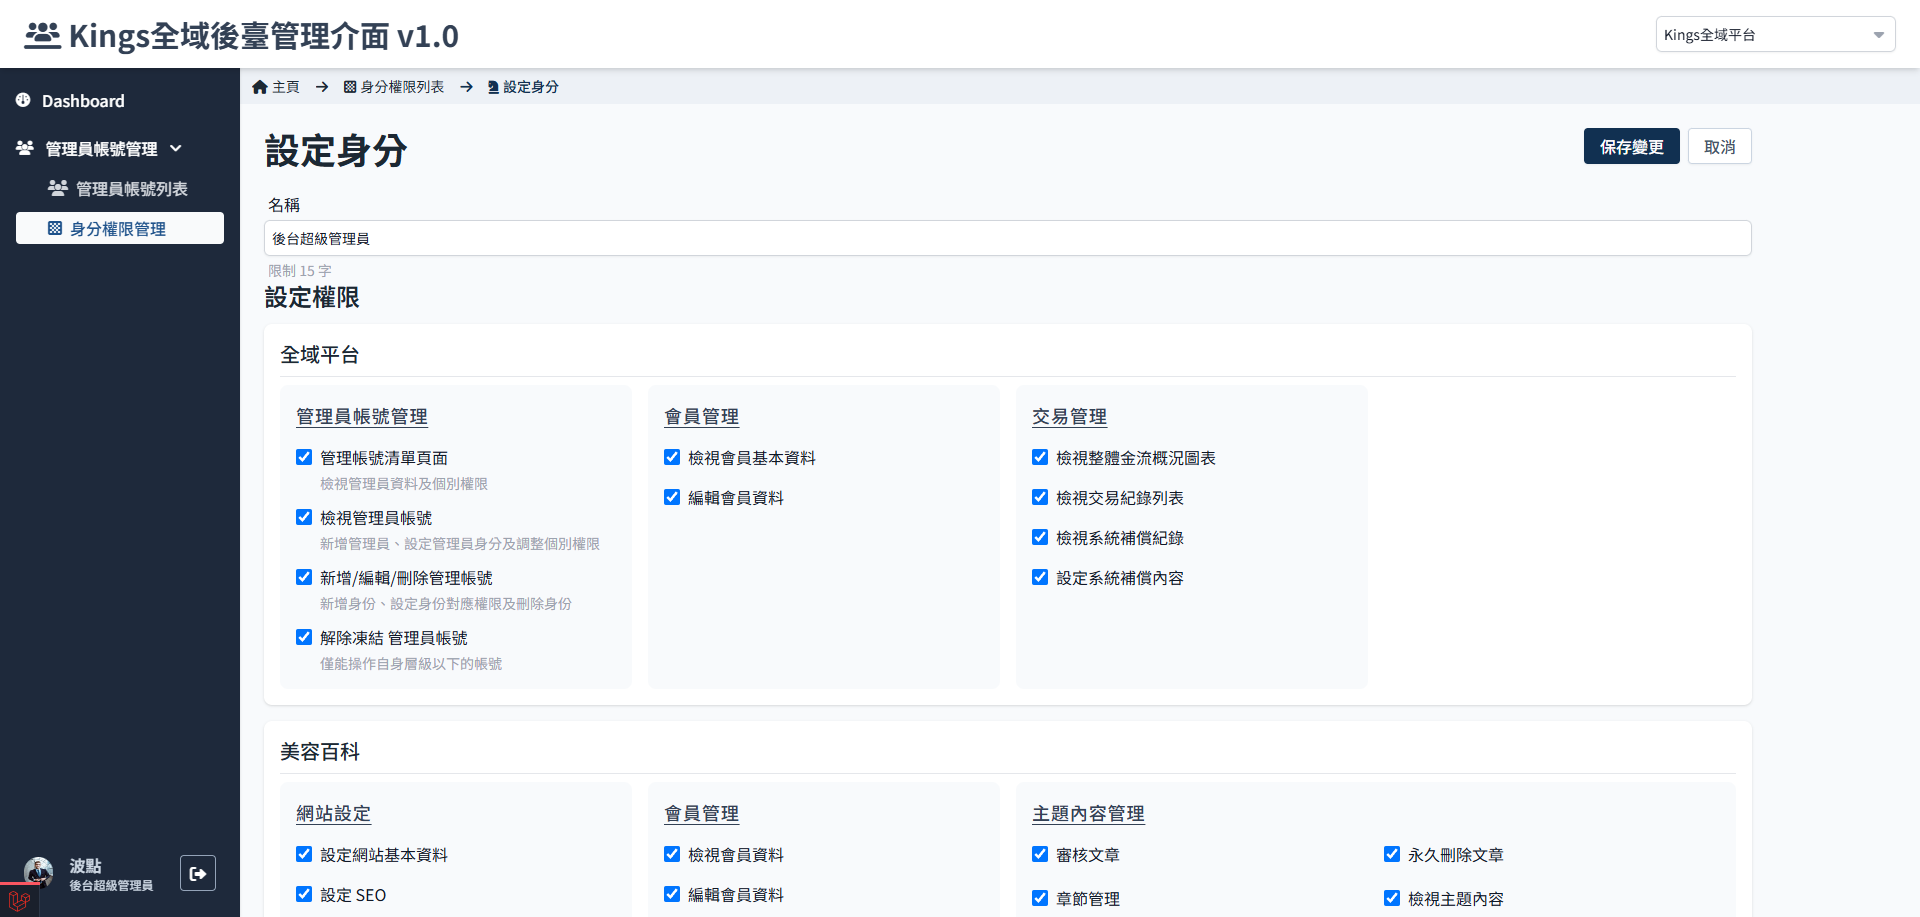 Kings全域後臺管理介面 v1.0
Kings全域平台
Dashboard
管理員帳號管理
管理員帳號列表
身分權限管理
主頁
身分權限列表
設定身分
設定身分
保存變更
取消
名稱
後台超級管理員
限制 15 字
設定權限
全域平台
管理員帳號管理
管理帳號清單頁面
檢視管理員資料及個別權限
檢視管理員帳號
新增管理員、設定管理員身分及調整個別權限
新增/編輯/刪除管理帳號
新增身份、設定身份對應權限及刪除身份
解除凍結 管理員帳號
僅能操作自身層級以下的帳號
會員管理
檢視會員基本資料
編輯會員資料
交易管理
檢視整體金流概況圖表
檢視交易紀錄列表
檢視系統補償紀錄
設定系統補償內容
美容百科
網站設定
設定網站基本資料
設定 SEO
會員管理
檢視會員資料
編輯會員資料
主題內容管理
審核文章
永久刪除文章
章節管理
檢視主題內容
波點
後台超級管理員